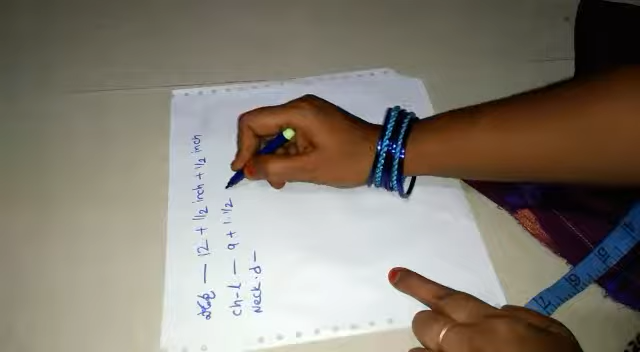 — 12 + 1/2 inch + 1/2 inch
ch-L — 9 + 1.1/2
Neck.d —